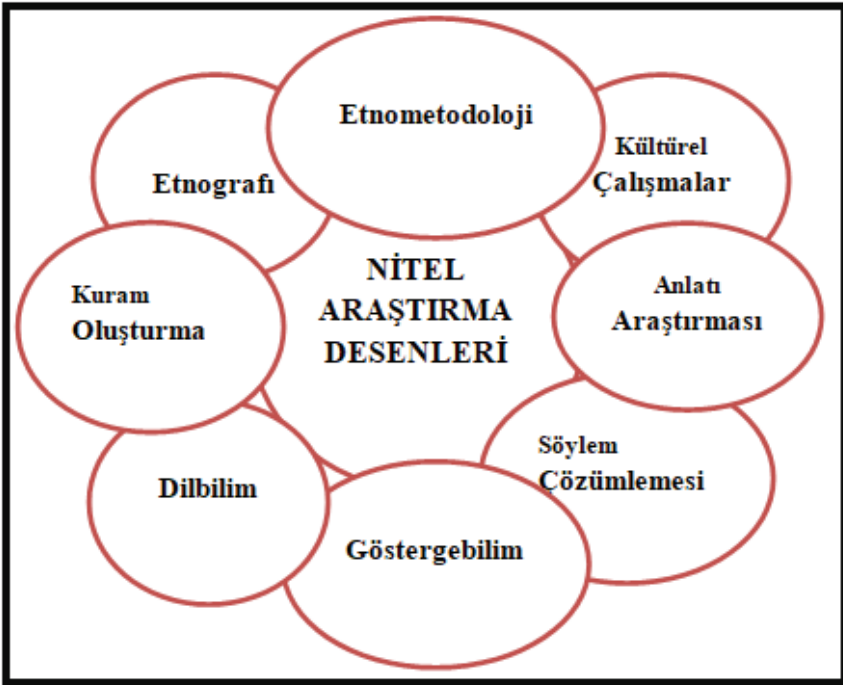 Etnometodoloji
Kültürel
Çalışmalar
Etnografı
NİTEL
ARAŞTIRMA
DESENLERİ
Anlatı
Araştırması
Kuram
Oluşturma
Söylem
Çözümlemesi
Dilbilim
Göstergebilim